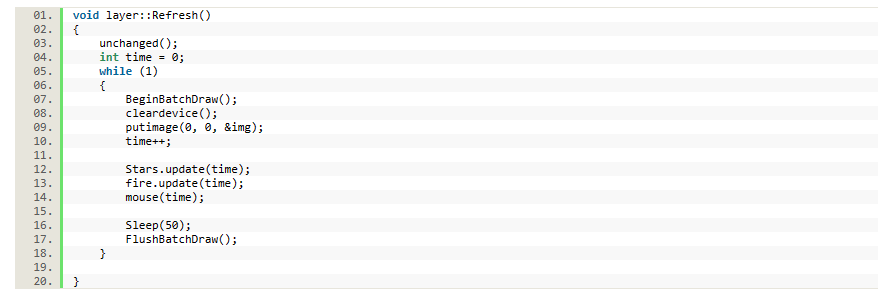 01. void layer::Refresh()
02. {
03.     unchanged();
04.     int time = 0;
05.     while (1)
06.     {
07.         BeginBatchDraw();
08.         cleardevice();
09.         putimage(0, 0, &img);
10.         time++;
11.
12.         Stars.update(time);
13.         fire.update(time);
14.         mouse(time);
15.
16.         Sleep(50);
17.         FlushBatchDraw();
18.     }
19.
20. }